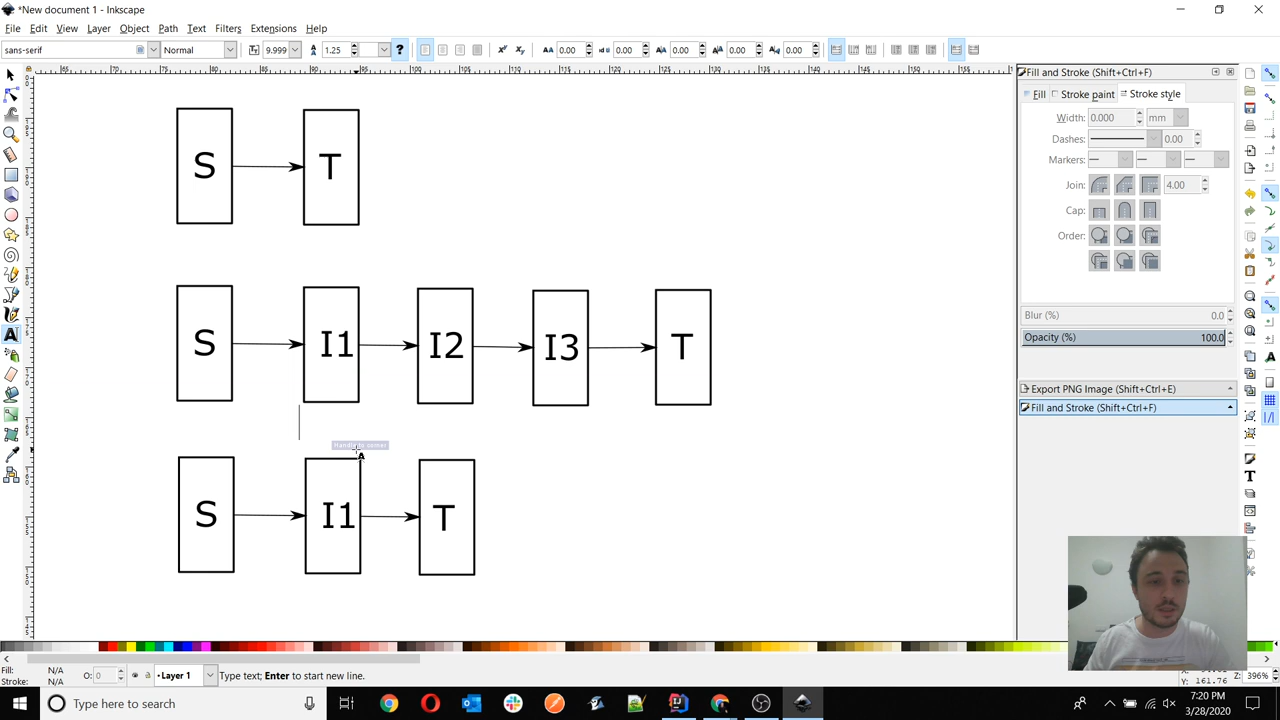 *New document 1 - Inkscape
File Edit View Layer Object Path Text Filters Extensions Help
sans-serif Normal 9.999 1.25 0.00 0.00 0.00 0.00 0.00
Fill and Stroke (Shift+Ctrl+F)
Fill Stroke paint Stroke style
Width: 0.000 mm
Dashes: 0.00
Markers:
Join: 4.00
Cap:
Order:
Blur (%) 0.0
Opacity (%) 100.0
Export PNG Image (Shift+Ctrl+E)
Fill and Stroke (Shift+Ctrl+F)
S T
S I1 I2 I3 T
Handle to corner
S I1 T
Fill: N/A
Stroke: N/A
O: 0
Layer 1
Type text; Enter to start new line.
Y: 161.76
Z: 396%
Type here to search
7:20 PM
3/28/2020